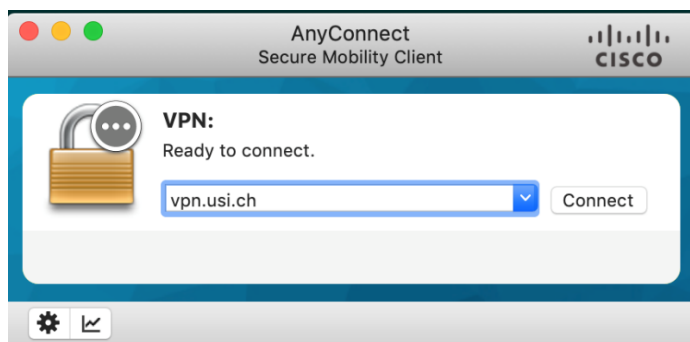 AnyConnect
Secure Mobility Client
CISCO
VPN:
Ready to connect.
vpn.usi.ch
Connect